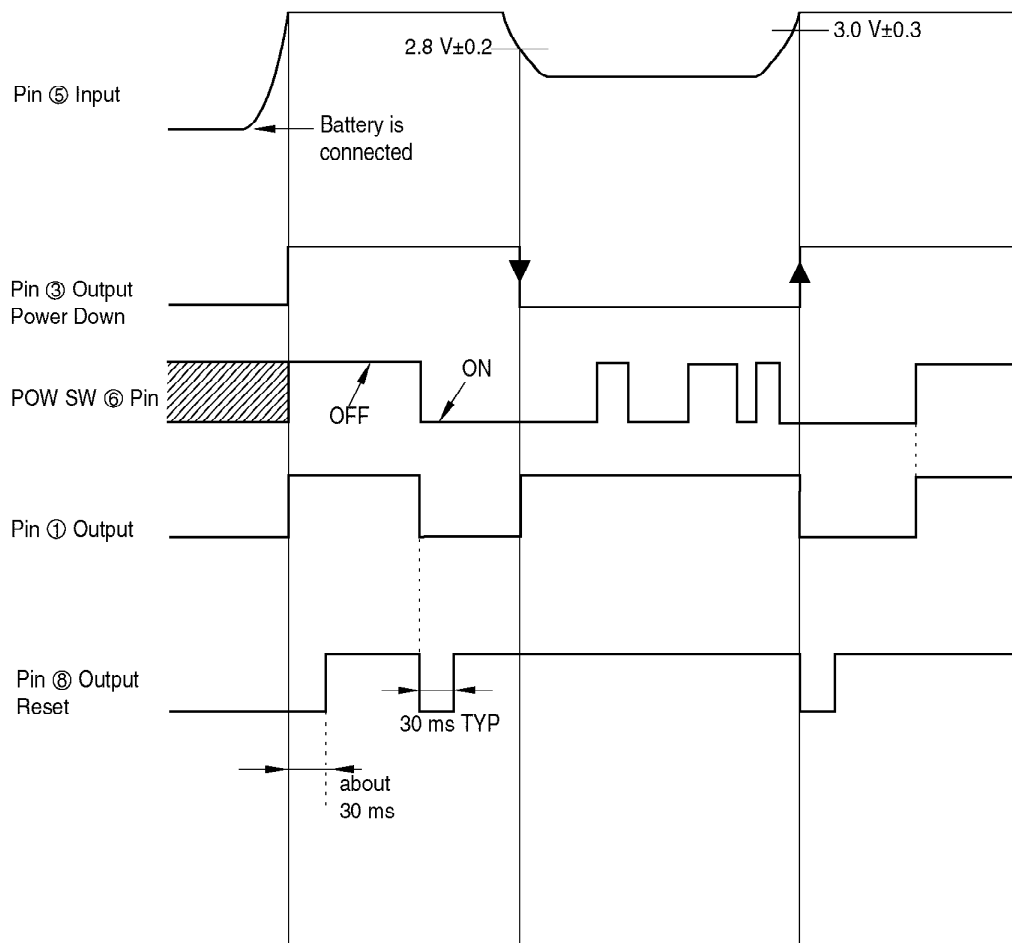 2.8 V±0.2
3.0 V±0.3
Pin ⑤ Input
Battery is
connected
Pin ③ Output
Power Down
POW SW ⑥ Pin
OFF
ON
Pin ① Output
Pin ⑧ Output
Reset
30 ms TYP
about
30 ms